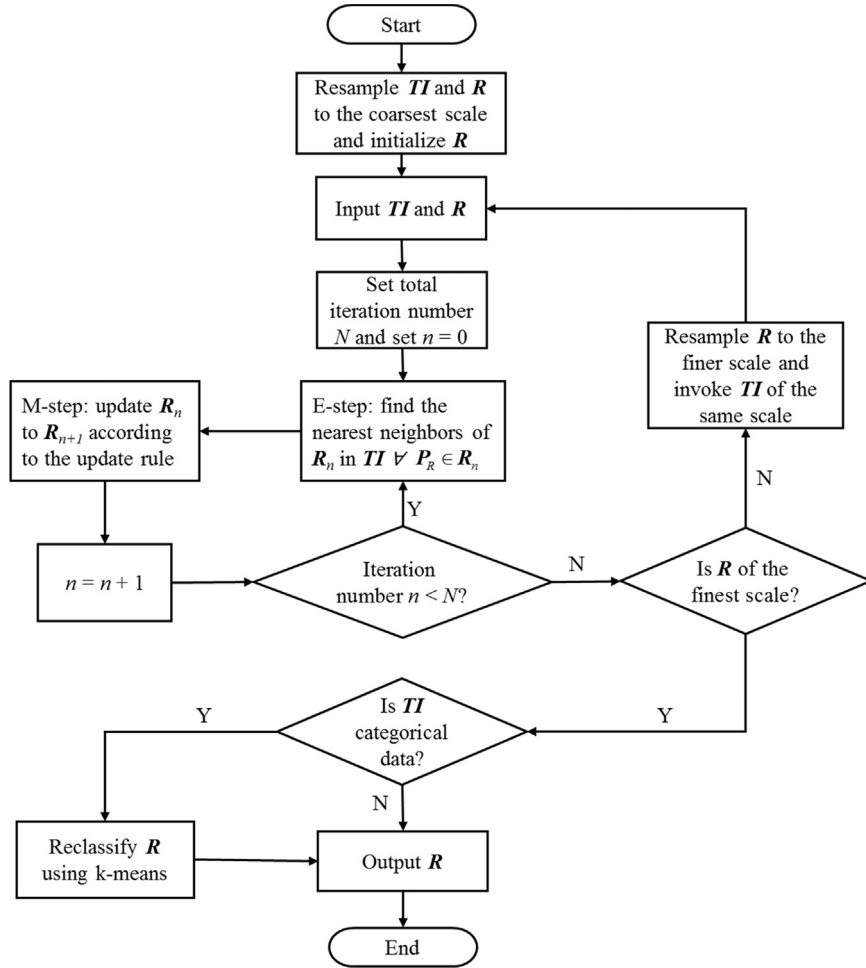 Start
Resample TI and R
to the coarsest scale
and initialize R
Input TI and R
Set total
iteration number
N and set n = 0
Resample R to the
finer scale and
invoke TI of the
same scale
M-step: update Rₙ
to Rₙ₊₁ according
to the update rule
E-step: find the
nearest neighbors of
Rₙ in TI ∀ P_R ∈ Rₙ
Y
N
n = n + 1
Iteration
number n < N?
N
Is R of the
finest scale?
Y
Is TI
categorical
data?
Y
N
Reclassify R
using k-means
Output R
End